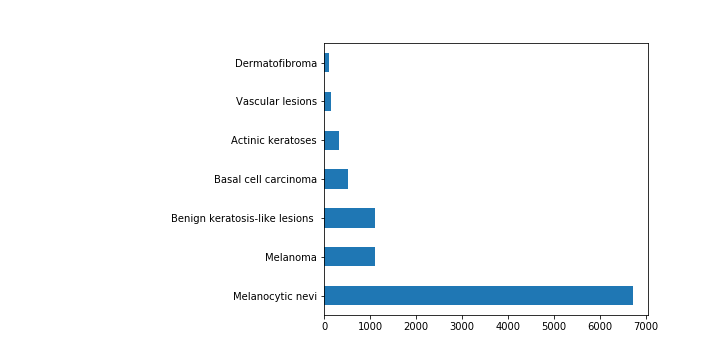 Dermatofibroma
Vascular lesions
Actinic keratoses
Basal cell carcinoma
Benign keratosis-like lesions
Melanoma
Melanocytic nevi
0 1000 2000 3000 4000 5000 6000 7000